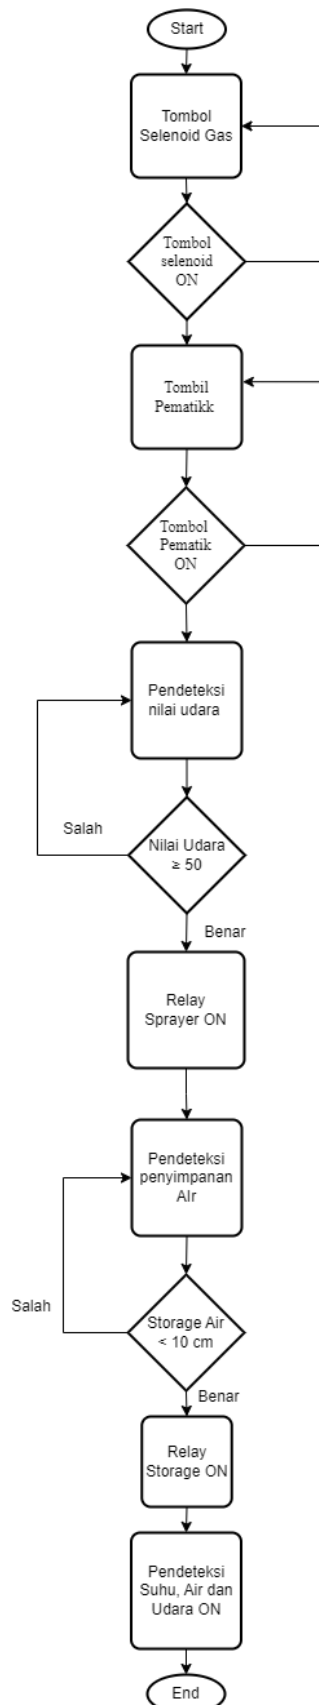 Start
Tombol
Selenoid Gas
Tombol
selenoid
ON
Tombil
Pematikk
Tombol
Pematik
ON
Pendeteksi
nilai udara
Salah
Nilai Udara
≥ 50
Benar
Relay
Sprayer ON
Pendeteksi
penyimpanan
AIr
Salah
Storage Air
< 10 cm
Benar
Relay
Storage ON
Pendeteksi
Suhu, Air dan
Udara ON
End